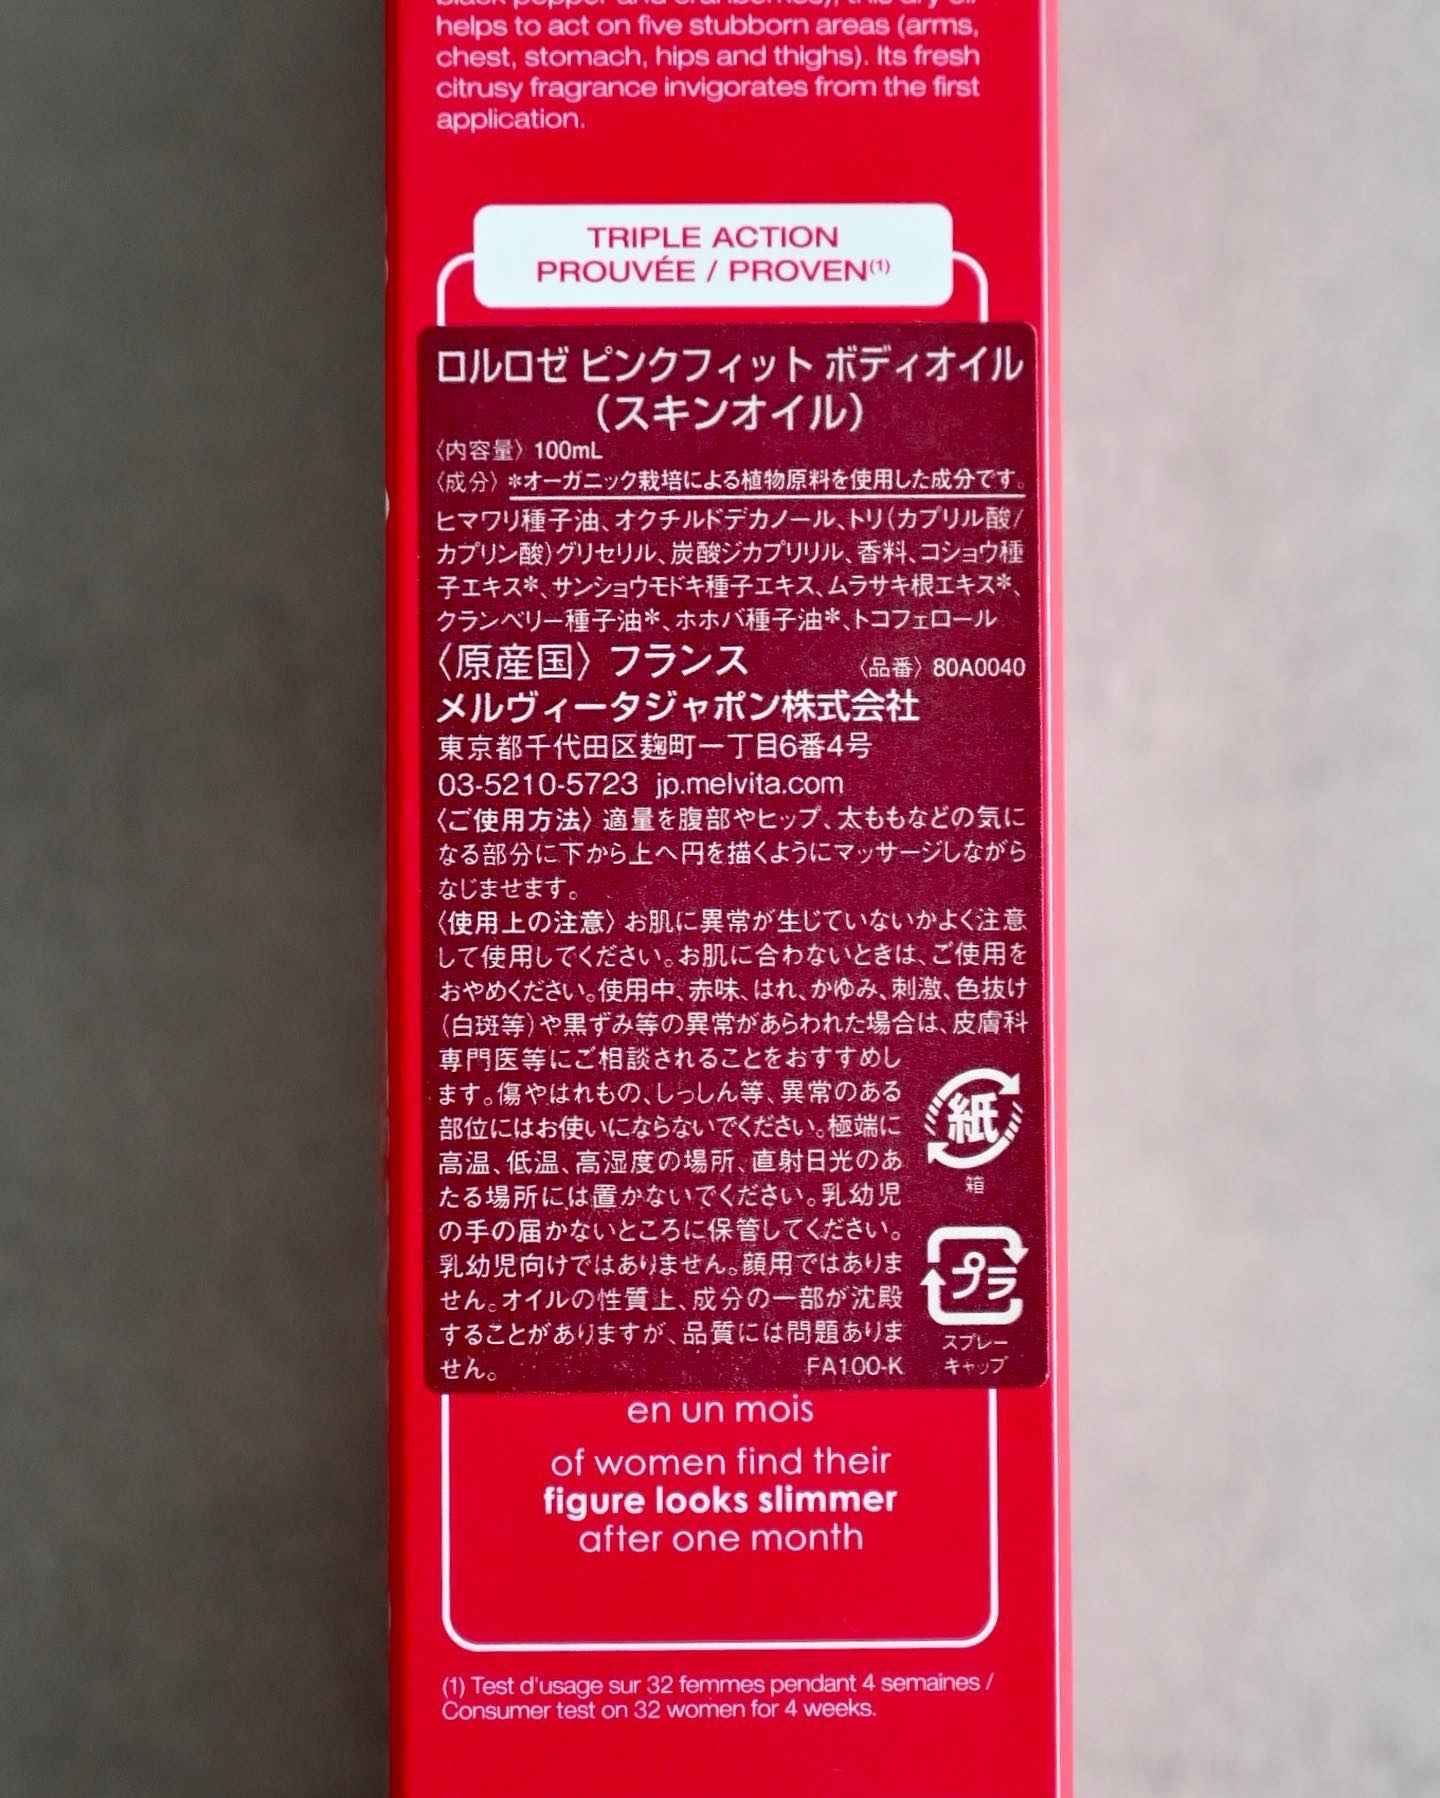 black pepper and cranberries), this dry oil
helps to act on five stubborn areas (arms,
chest, stomach, hips and thighs). Its fresh
citrusy fragrance invigorates from the first
application.
TRIPLE ACTION
PROUVÉE / PROVEN(1)
ロルロゼ ピンクフィット ボディオイル
（スキンオイル）
〈内容量〉 100mL
〈成分〉 *オーガニック栽培による植物原料を使用した成分です。
ヒマワリ種子油、オクチルドデカノール、トリ（カプリル酸/
カプリン酸）グリセリル、炭酸ジカプリリル、香料、コショウ種
子エキス*、サンショウモドキ種子エキス、ムラサキ根エキス*、
クランベリー種子油*、ホホバ種子油*、トコフェロール
〈原産国〉 フランス 〈品番〉 80A0040
メルヴィータジャポン株式会社
東京都千代田区麹町一丁目6番4号
03-5210-5723 jp.melvita.com
〈ご使用方法〉 適量を腹部やヒップ、太ももなどの気に
なる部分に下から上へ円を描くようにマッサージしながら
なじませます。
〈使用上の注意〉 お肌に異常が生じていないかよく注意
して使用してください。お肌に合わないときは、ご使用を
おやめください。使用中、赤味、はれ、かゆみ、刺激、色抜け
（白斑等）や黒ずみ等の異常があらわれた場合は、皮膚科
専門医等にご相談されることをおすすめし
ます。傷やはれもの、しっしん等、異常のある
部位にはお使いにならないでください。極端に
高温、低温、高湿度の場所、直射日光のあ
たる場所には置かないでください。乳幼児
の手の届かないところに保管してください。
乳幼児向けではありません。顔用ではありま
せん。オイルの性質上、成分の一部が沈殿
することがありますが、品質には問題ありま
せん。 FA100-K
紙
箱
プラ
スプレー
キャップ
en un mois
of women find their
figure looks slimmer
after one month
(1) Test d'usage sur 32 femmes pendant 4 semaines /
Consumer test on 32 women for 4 weeks.